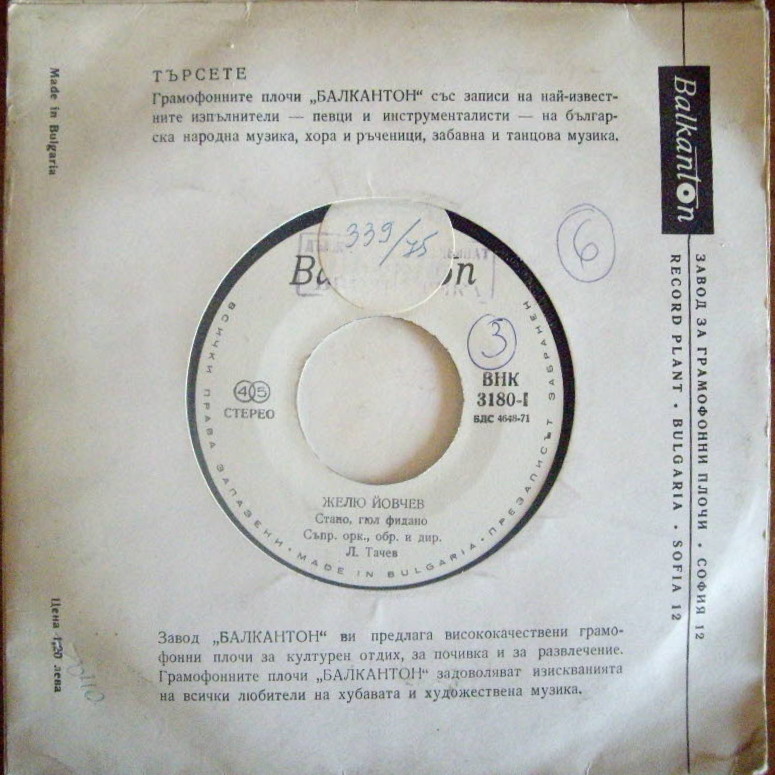 ТЪРСЕТЕ
Грамофонните плочи „БАЛКАНТОН“ със записи на най-извест-
ните изпълнители — певци и инструменталисти — на българ-
ска народна музика, хора и ръченици, забавна и танцова музика.
Made in Bulgaria
Balkanton
339/75
6
3
45
СТЕРЕО
ВНК
3180-I
БДС 4648-71
ЖЕЛЮ ЙОВЧЕВ
Стано, гюл фидано
Съпр. орк., обр. и дир.
Л. Тачев
ВСИЧКИ ПРАВА ЗАПАЗЕНИ · MADE IN BULGARIA · ПРЕЗАПИСЪТ ЗАБРАНЕН
ЗАВОД ЗА ГРАМОФОННИ ПЛОЧИ • СОФИЯ 12
RECORD PLANT • BULGARIA • SOFIA 12
Цена 1,20 лева
Завод „БАЛКАНТОН“ ви предлага висококачествени грамо-
фонни плочи за културен отдих, за почивка и за развлечение.
Грамофонните плочи „БАЛКАНТОН“ задоволяват изискванията
на всички любители на хубавата и художествена музика.